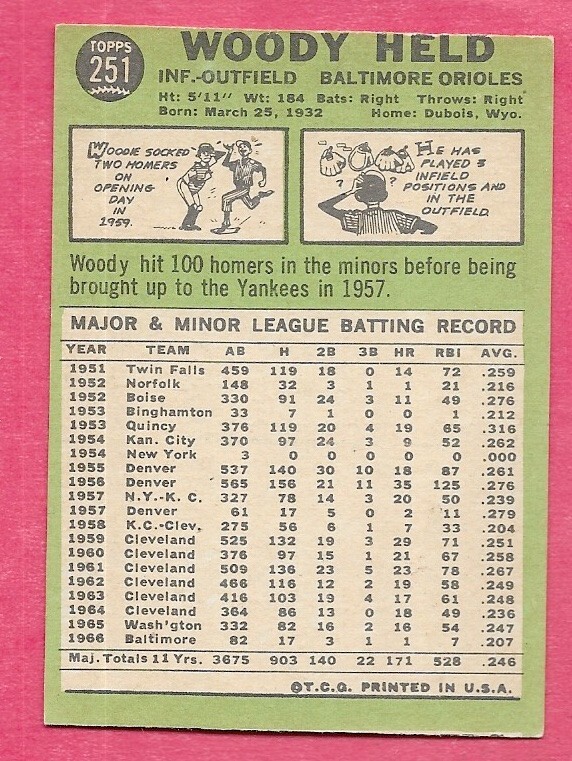 TOPPS
251
WOODY HELD
INF.-OUTFIELD BALTIMORE ORIOLES
Ht: 5'11" Wt: 184 Bats: Right Throws: Right
Born: March 25, 1932 Home: Dubois, Wyo.
WOODIE SOCKED
TWO HOMERS
ON
OPENING
DAY
IN
1959.
HE HAS
PLAYED 3
INFIELD
POSITIONS AND
IN THE
OUTFIELD
? ?
Woody hit 100 homers in the minors before being
brought up to the Yankees in 1957.
MAJOR & MINOR LEAGUE BATTING RECORD
YEAR TEAM AB H 2B 3B HR RBI AVG.
1951 Twin Falls 459 119 18 0 14 72 .259
1952 Norfolk 148 32 3 1 1 21 .216
1952 Boise 330 91 24 3 11 49 .276
1953 Binghamton 33 7 1 0 0 1 .212
1953 Quincy 376 119 20 4 19 65 .316
1954 Kan. City 370 97 24 3 9 52 .262
1954 New York 3 0 0 0 0 0 .000
1955 Denver 537 140 30 10 18 87 .261
1956 Denver 565 156 21 11 35 125 .276
1957 N.Y.-K. C. 327 78 14 3 20 50 .239
1957 Denver 61 17 5 0 2 11 .279
1958 K.C.-Clev. 275 56 6 1 7 33 .204
1959 Cleveland 525 132 19 3 29 71 .251
1960 Cleveland 376 97 15 1 21 67 .258
1961 Cleveland 509 136 23 5 23 78 .267
1962 Cleveland 466 116 12 2 19 58 .249
1963 Cleveland 416 103 19 4 17 61 .248
1964 Cleveland 364 86 13 0 18 49 .236
1965 Wash'gton 332 82 16 2 16 54 .247
1966 Baltimore 82 17 3 1 1 7 .207
Maj. Totals 11 Yrs. 3675 903 140 22 171 528 .246
©T.C.G. PRINTED IN U.S.A.